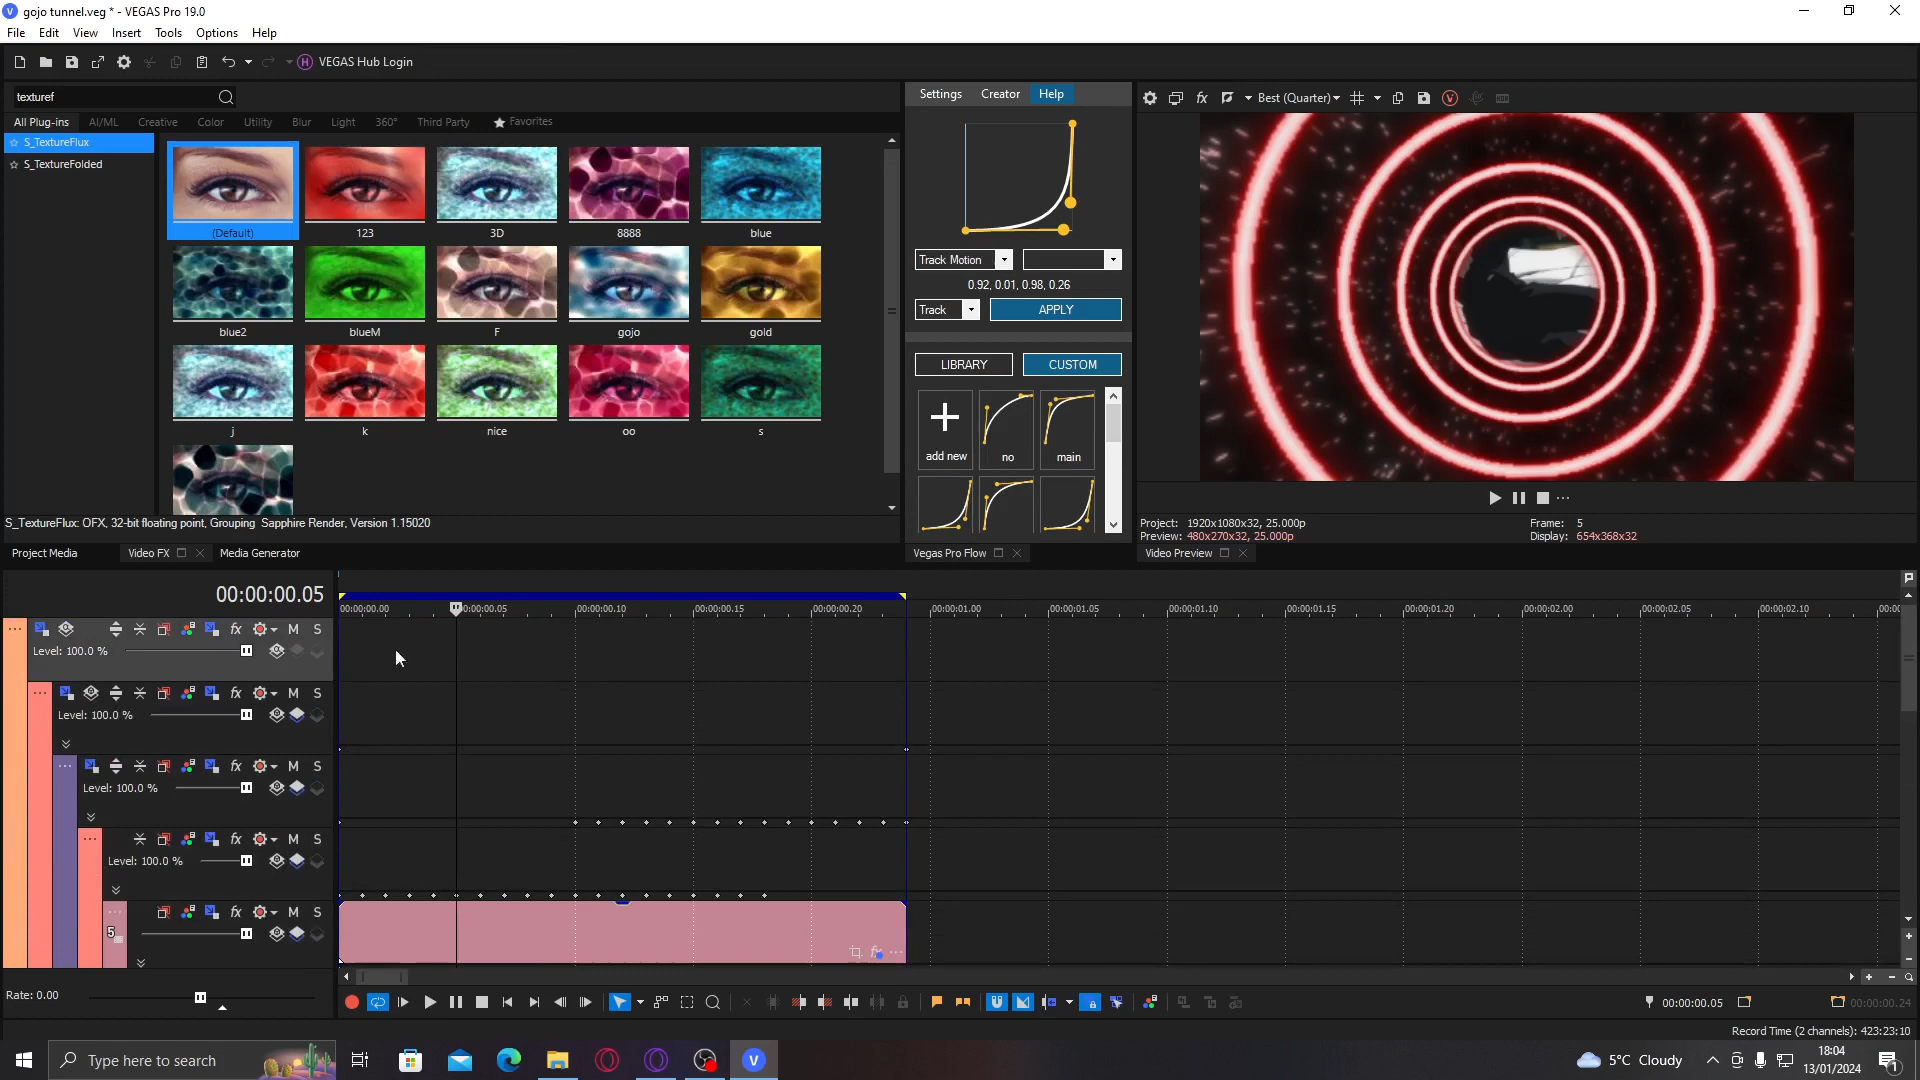 gojo tunnel.veg * - VEGAS Pro 19.0
File Edit View Insert Tools Options Help
VEGAS Hub Login
texturef
All Plug-ins AI/ML Creative Color Utility Blur Light 360° Third Party Favorites
S_TextureFlux
S_TextureFolded
(Default) 123 3D 8888 blue
blue2 blueM F gojo gold
j k nice oo s
S_TextureFlux: OFX, 32-bit floating point, Grouping Sapphire Render, Version 1.15020
Project Media Video FX Media Generator
Settings Creator Help
Track Motion
0.92, 0.01, 0.98, 0.26
Track APPLY
LIBRARY CUSTOM
add new no main
Vegas Pro Flow
Best (Quarter)
Project: 1920x1080x32, 25.000p
Preview: 480x270x32, 25.000p
Frame: 5
Display: 654x368x32
Video Preview
00:00:00.05
00:00:00.00 0:00:00.05 00:00:00.10 00:00:00.15 00:00:00.20 00:00:01.00 00:00:01.05 00:00:01.10 00:00:01.15 00:00:01.20 00:00:02.00 00:00:02.05 00:00:02.10 00:00
M S
Level: 100.0 %
M S
Level: 100.0 %
M S
Level: 100.0 %
M S
Level: 100.0 %
M S
5
Rate: 0.00
00:00:00.05
00:00:00.24
Record Time (2 channels): 423:23:10
Type here to search
5°C Cloudy
18:04
13/01/2024
1